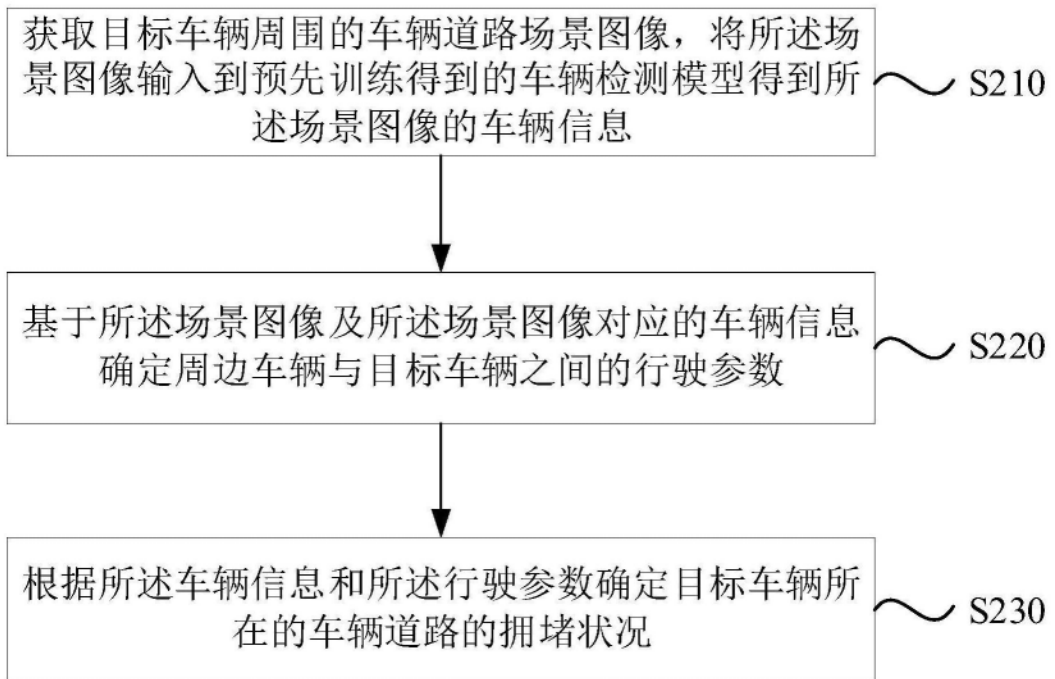 获取目标车辆周围的车辆道路场景图像，将所述场
景图像输入到预先训练得到的车辆检测模型得到所
述场景图像的车辆信息
S210
基于所述场景图像及所述场景图像对应的车辆信息
确定周边车辆与目标车辆之间的行驶参数
S220
根据所述车辆信息和所述行驶参数确定目标车辆所
在的车辆道路的拥堵状况
S230